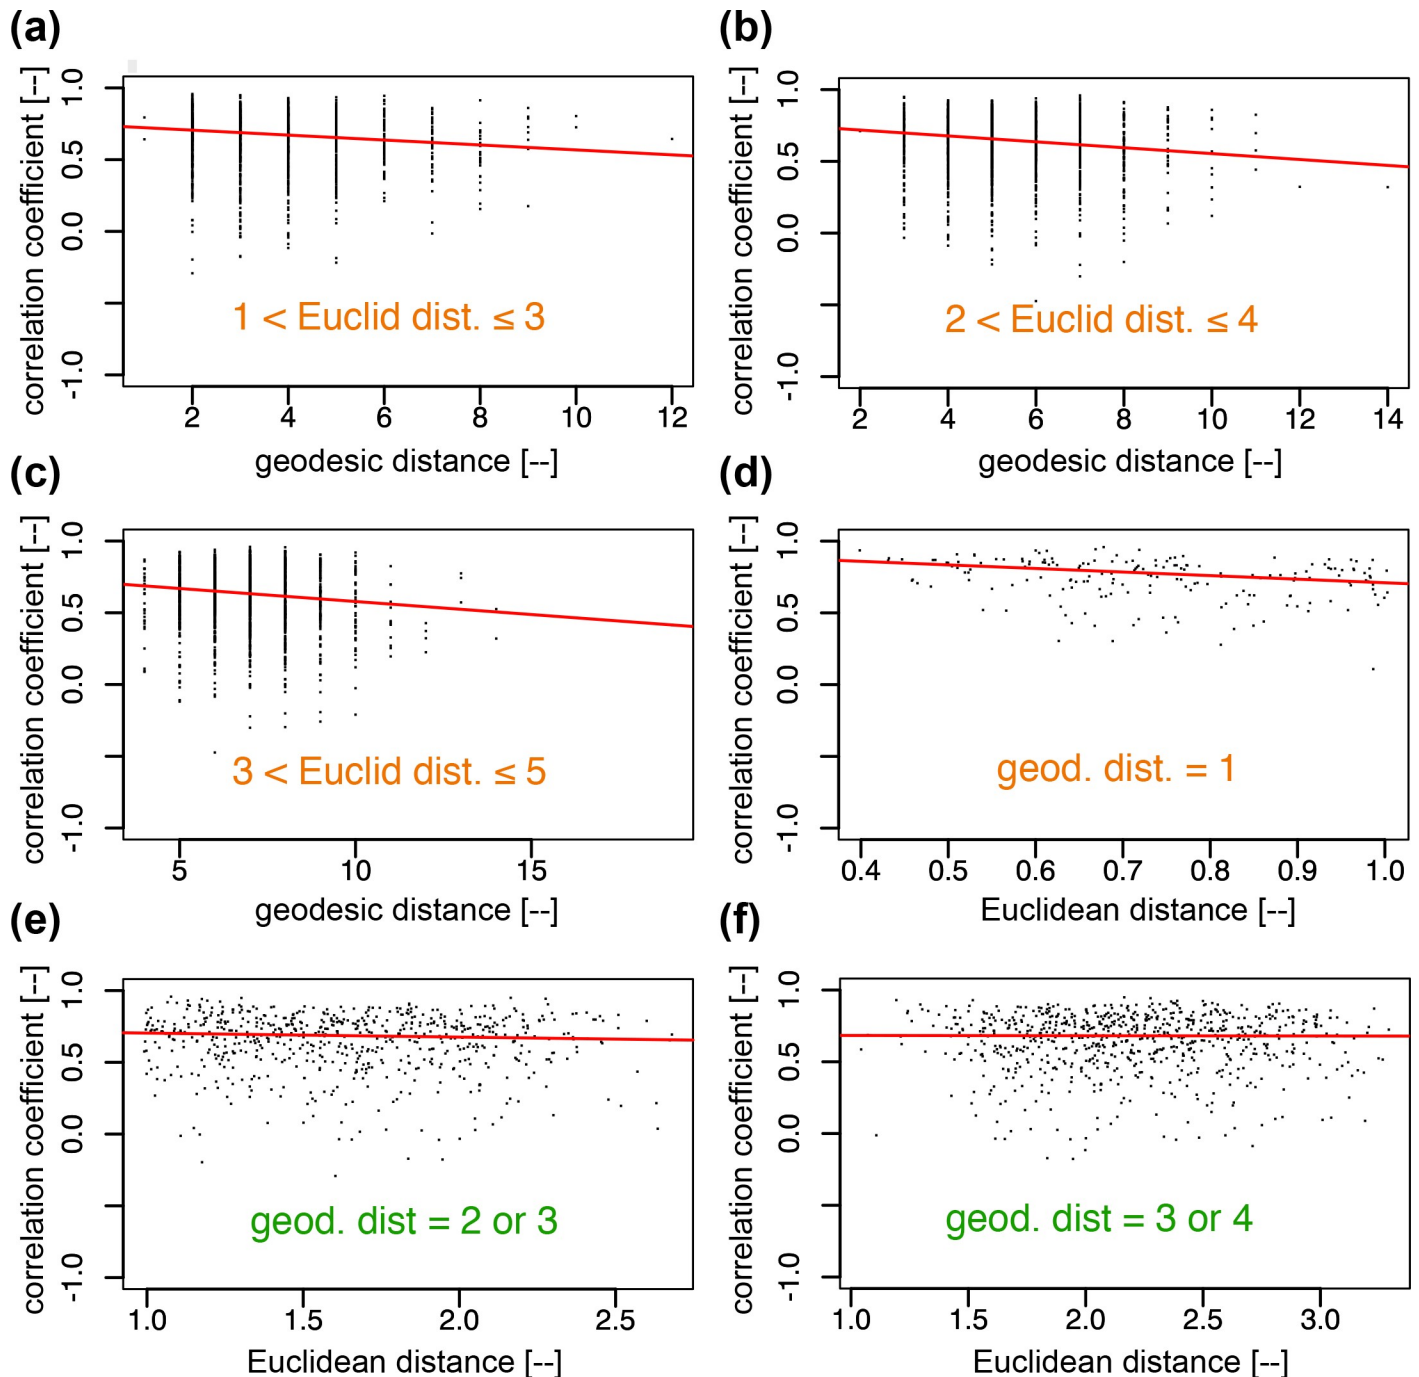 (a)
correlation coefficient [--]
1.0
0.5
0.0
-1.0
1 < Euclid dist. ≤ 3
2 4 6 8 10 12
geodesic distance [--]
(b)
correlation coefficient [--]
1.0
0.5
0.0
-1.0
2 < Euclid dist. ≤ 4
2 4 6 8 10 12 14
geodesic distance [--]
(c)
correlation coefficient [--]
1.0
0.5
0.0
-1.0
3 < Euclid dist. ≤ 5
5 10 15
geodesic distance [--]
(d)
correlation coefficient [--]
1.0
0.5
0.0
-1.0
geod. dist. = 1
0.4 0.5 0.6 0.7 0.8 0.9 1.0
Euclidean distance [--]
(e)
correlation coefficient [--]
1.0
0.5
0.0
-1.0
geod. dist = 2 or 3
1.0 1.5 2.0 2.5
Euclidean distance [--]
(f)
correlation coefficient [--]
1.0
0.5
0.0
-1.0
geod. dist = 3 or 4
1.0 1.5 2.0 2.5 3.0
Euclidean distance [--]